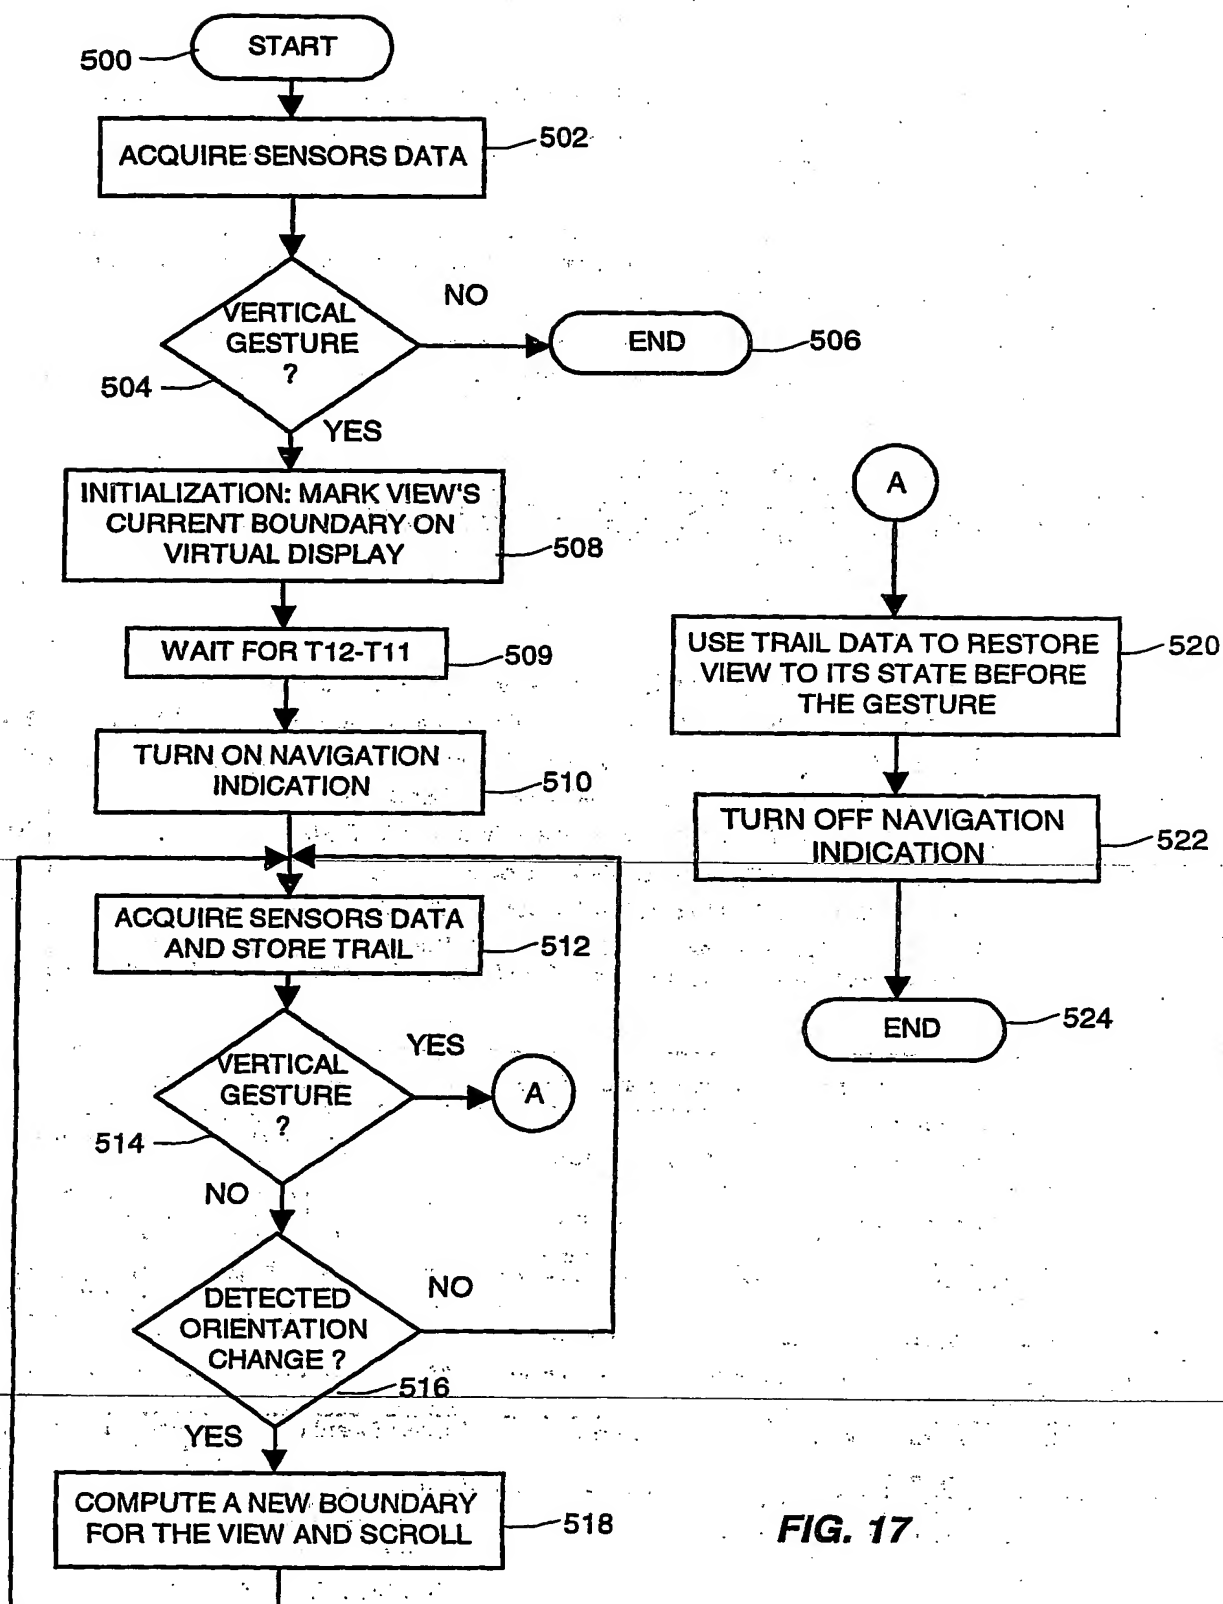 START
500
ACQUIRE SENSORS DATA
502
VERTICAL
GESTURE
?
504
NO
END
506
YES
INITIALIZATION: MARK VIEW'S
CURRENT BOUNDARY ON
VIRTUAL DISPLAY
508
WAIT FOR T12-T11
509
TURN ON NAVIGATION
INDICATION
510
ACQUIRE SENSORS DATA
AND STORE TRAIL
512
VERTICAL
GESTURE
?
514
YES
A
NO
DETECTED
ORIENTATION
CHANGE ?
516
NO
YES
COMPUTE A NEW BOUNDARY
FOR THE VIEW AND SCROLL
518
A
USE TRAIL DATA TO RESTORE
VIEW TO ITS STATE BEFORE
THE GESTURE
520
TURN OFF NAVIGATION
INDICATION
522
END
524
FIG. 17